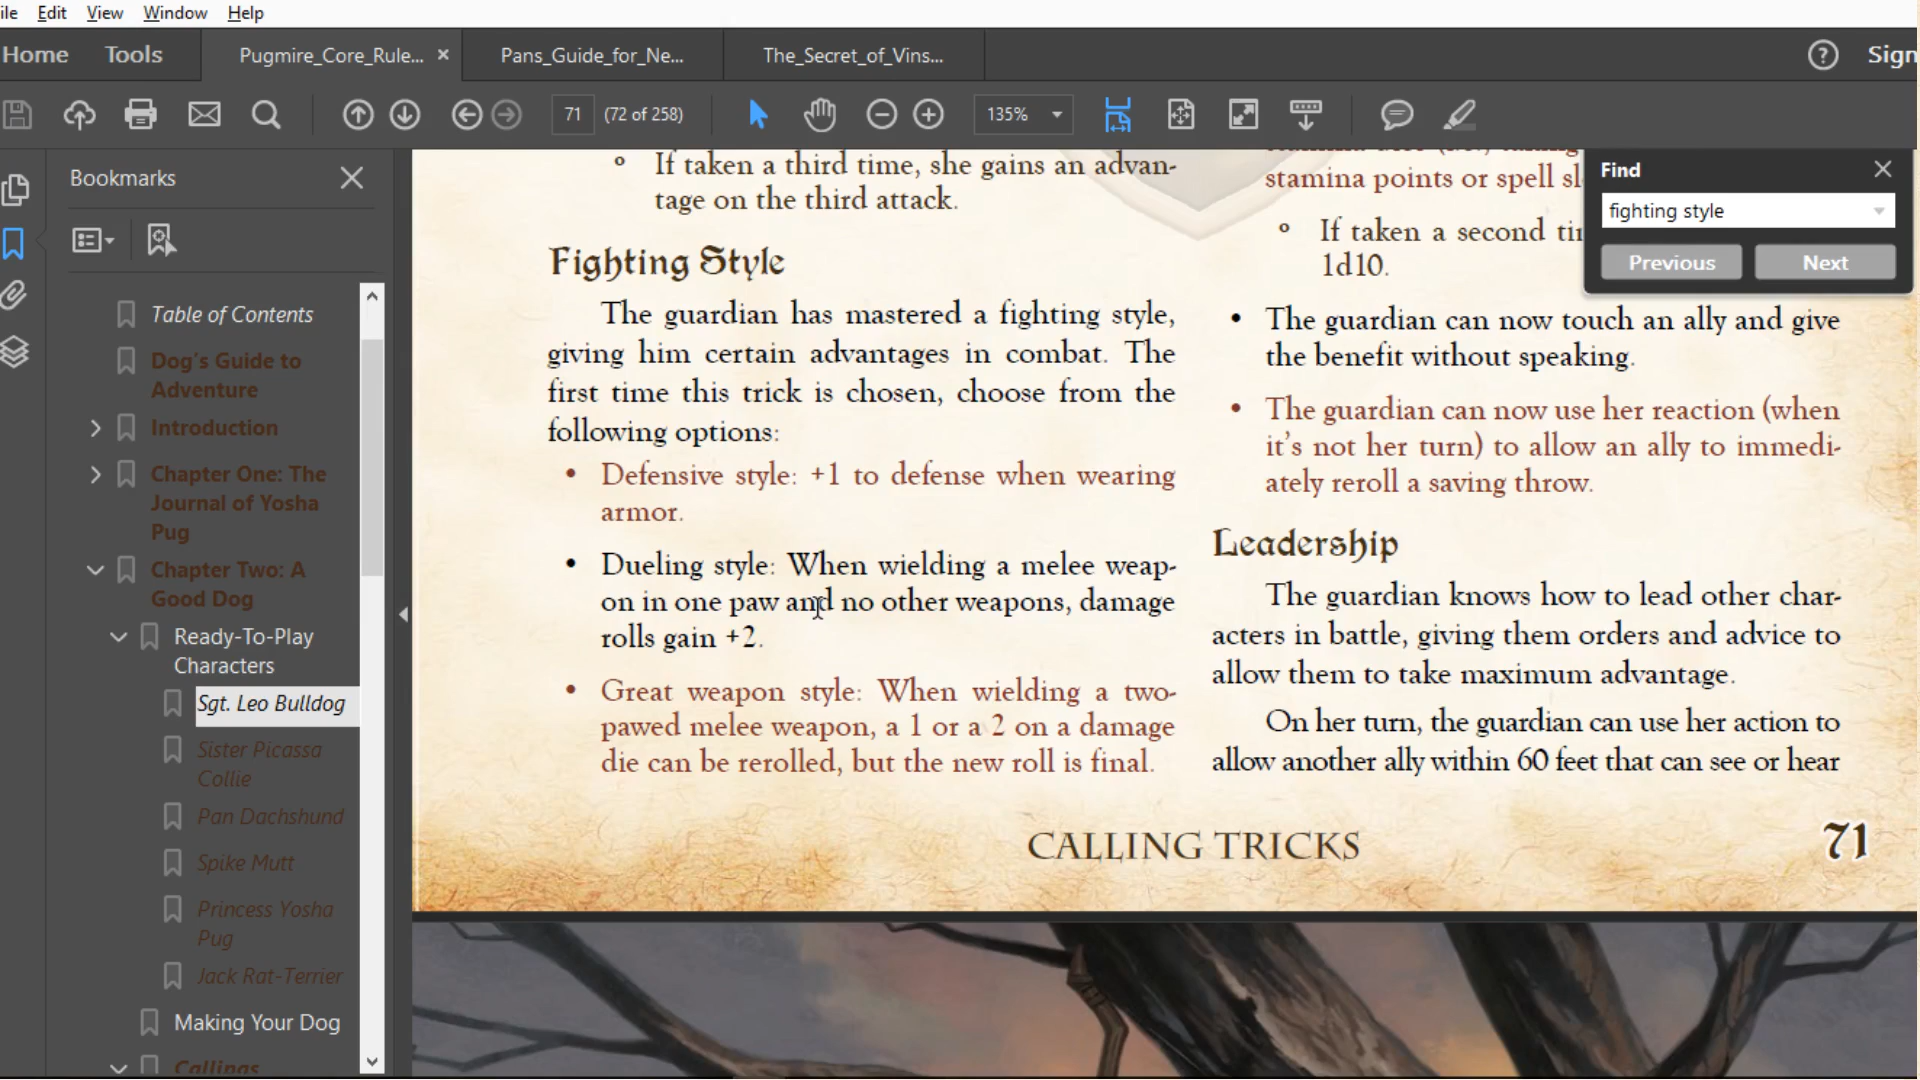 ile Edit View Window Help
Home Tools Pugmire_Core_Rule... × Pans_Guide_for_Ne... The_Secret_of_Vins... Sign
71 (72 of 258) 135%
Bookmarks
Table of Contents
Dog's Guide to
Adventure
Introduction
Chapter One: The
Journal of Yosha
Pug
Chapter Two: A
Good Dog
Ready-To-Play
Characters
Sgt. Leo Bulldog
Sister Picassa
Collie
Pan Dachshund
Spike Mutt
Princess Yosha
Pug
Jack Rat-Terrier
Making Your Dog
Callings
° If taken a third time, she gains an advan-
tage on the third attack.
Fighting Style
The guardian has mastered a fighting style,
giving him certain advantages in combat. The
first time this trick is chosen, choose from the
following options:
• Defensive style: +1 to defense when wearing
armor.
• Dueling style: When wielding a melee weap-
on in one paw and no other weapons, damage
rolls gain +2.
• Great weapon style: When wielding a two-
pawed melee weapon, a 1 or a 2 on a damage
die can be rerolled, but the new roll is final.
stamina points or spell sl
° If taken a second ti
1d10.
• The guardian can now touch an ally and give
the benefit without speaking.
• The guardian can now use her reaction (when
it's not her turn) to allow an ally to immedi-
ately reroll a saving throw.
Leadership
The guardian knows how to lead other char-
acters in battle, giving them orders and advice to
allow them to take maximum advantage.
On her turn, the guardian can use her action to
allow another ally within 60 feet that can see or hear
CALLING TRICKS
71
Find
fighting style
Previous Next